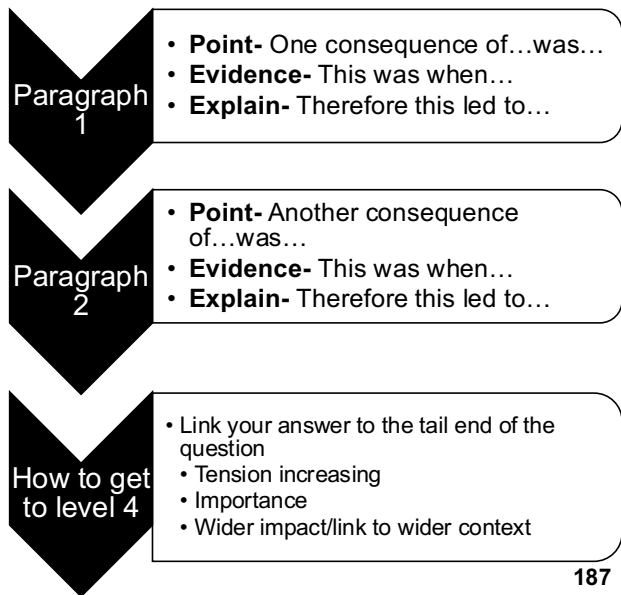 Paragraph
1
• Point- One consequence of…was…
• Evidence- This was when…
• Explain- Therefore this led to…
Paragraph
2
• Point- Another consequence
of…was…
• Evidence- This was when…
• Explain- Therefore this led to…
How to get
to level 4
• Link your answer to the tail end of the
question
• Tension increasing
• Importance
• Wider impact/link to wider context
187